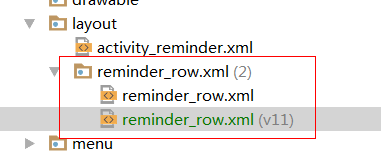 drawable
layout
activity_reminder.xml
reminder_row.xml (2)
reminder_row.xml
reminder_row.xml (v11)
menu